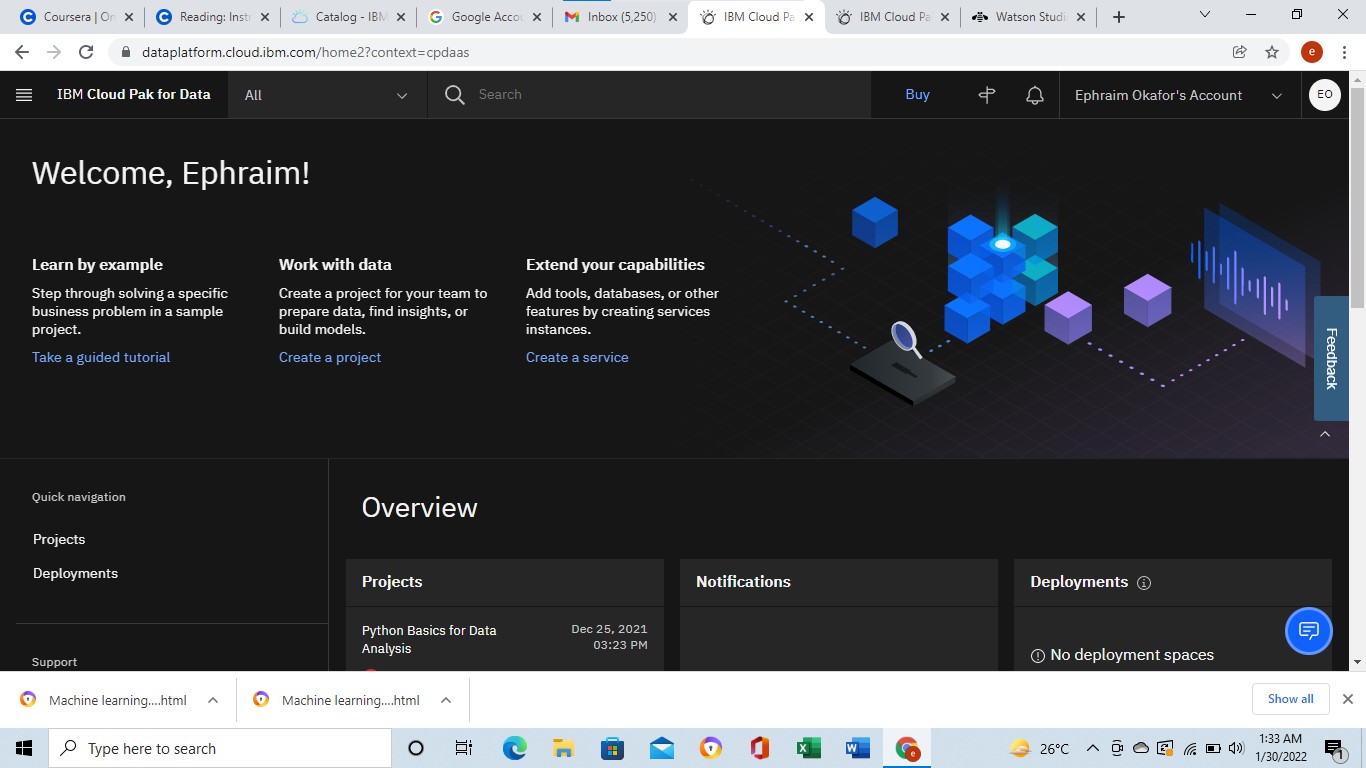 Coursera | On
Reading: Instr
Catalog - IBM
Google Accou
Inbox (5,250)
IBM Cloud Pa
IBM Cloud Pa
Watson Studi
dataplatform.cloud.ibm.com/home2?context=cpdaas
e
IBM Cloud Pak for Data
All
Search
Buy
Ephraim Okafor's Account
EO
Welcome, Ephraim!
Learn by example
Step through solving a specific
business problem in a sample
project.
Take a guided tutorial
Work with data
Create a project for your team to
prepare data, find insights, or
build models.
Create a project
Extend your capabilities
Add tools, databases, or other
features by creating services
instances.
Create a service
Feedback
Quick navigation
Projects
Deployments
Support
Overview
Projects
Python Basics for Data
Analysis
Dec 25, 2021
03:23 PM
Notifications
Deployments
No deployment spaces
Machine learning....html
Machine learning....html
Show all
Type here to search
e
26°C
1:33 AM
1/30/2022
1